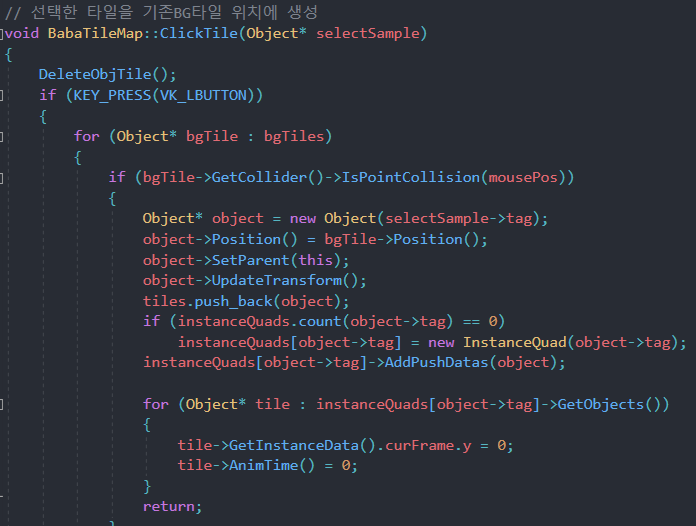 // 선택한 타일을 기존BG타일 위치에 생성
void BabaTileMap::ClickTile(Object* selectSample)
{
    DeleteObjTile();
    if (KEY_PRESS(VK_LBUTTON))
    {
        for (Object* bgTile : bgTiles)
        {
            if (bgTile->GetCollider()->IsPointCollision(mousePos))
            {
                Object* object = new Object(selectSample->tag);
                object->Position() = bgTile->Position();
                object->SetParent(this);
                object->UpdateTransform();
                tiles.push_back(object);
                if (instanceQuads.count(object->tag) == 0)
                    instanceQuads[object->tag] = new InstanceQuad(object->tag);
                instanceQuads[object->tag]->AddPushDatas(object);

                for (Object* tile : instanceQuads[object->tag]->GetObjects())
                {
                    tile->GetInstanceData().curFrame.y = 0;
                    tile->AnimTime() = 0;
                }
                return;
            }